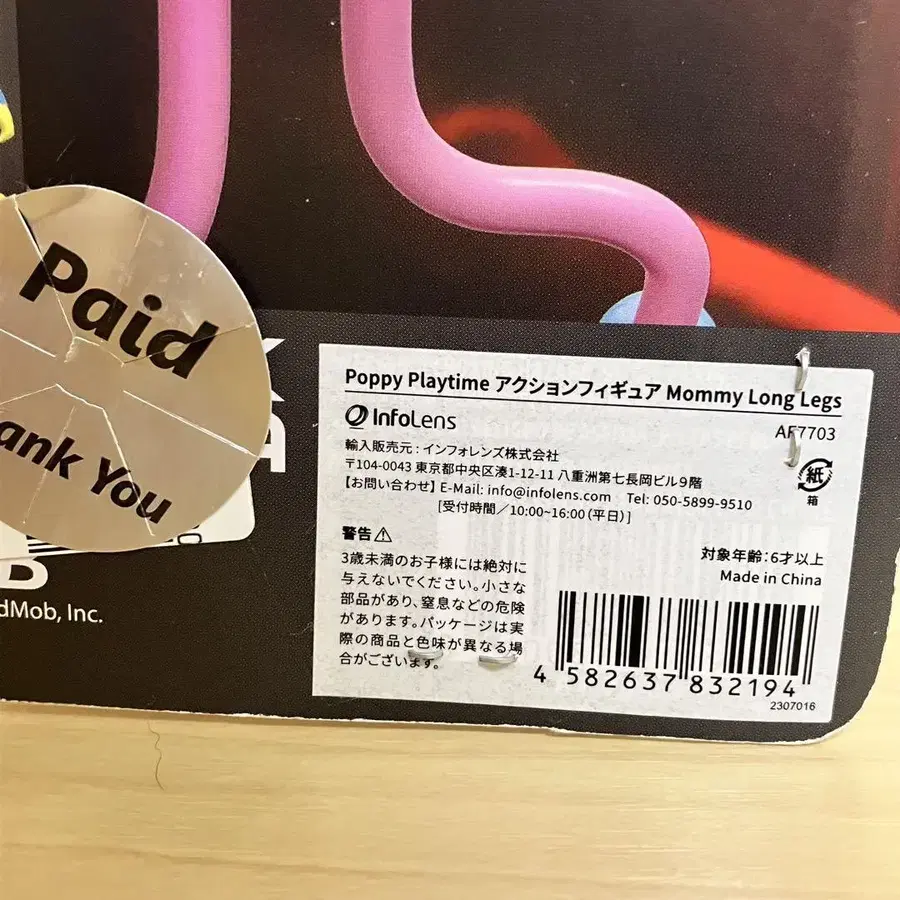 Paid
Thank You
dMob, Inc.
Poppy Playtime アクションフィギュア Mommy Long Legs
InfoLens
AF7703
輸入販売元:インフォレンズ株式会社
〒104-0043 東京都中央区湊1-12-11 八重洲第七長岡ビル9階
【お問い合わせ】E-Mail: info@infolens.com Tel: 050-5899-9510
[受付時間/10:00~16:00(平日)]
紙
箱
警告⚠
3歳未満のお子様には絶対に
与えないでください。小さな
部品があり、窒息などの危険
があります。パッケージは実
際の商品と色味が異なる場
合がございます。
対象年齢:6才以上
Made in China
4 582637 832194
2307016